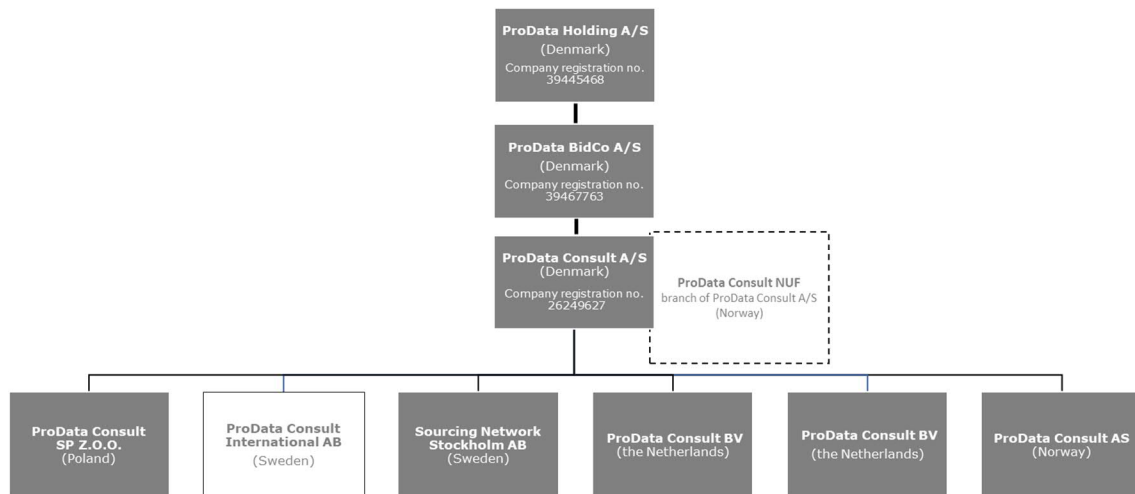 ProData Holding A/S
(Denmark)
Company registration no.
39445468
ProData BidCo A/S
(Denmark)
Company registration no.
39467763
ProData Consult A/S
(Denmark)
Company registration no.
26249627
ProData Consult NUF
branch of ProData Consult A/S
(Norway)
ProData Consult
SP Z.O.O.
(Poland)
ProData Consult
International AB
(Sweden)
Sourcing Network
Stockholm AB
(Sweden)
ProData Consult BV
(the Netherlands)
ProData Consult BV
(the Netherlands)
ProData Consult AS
(Norway)